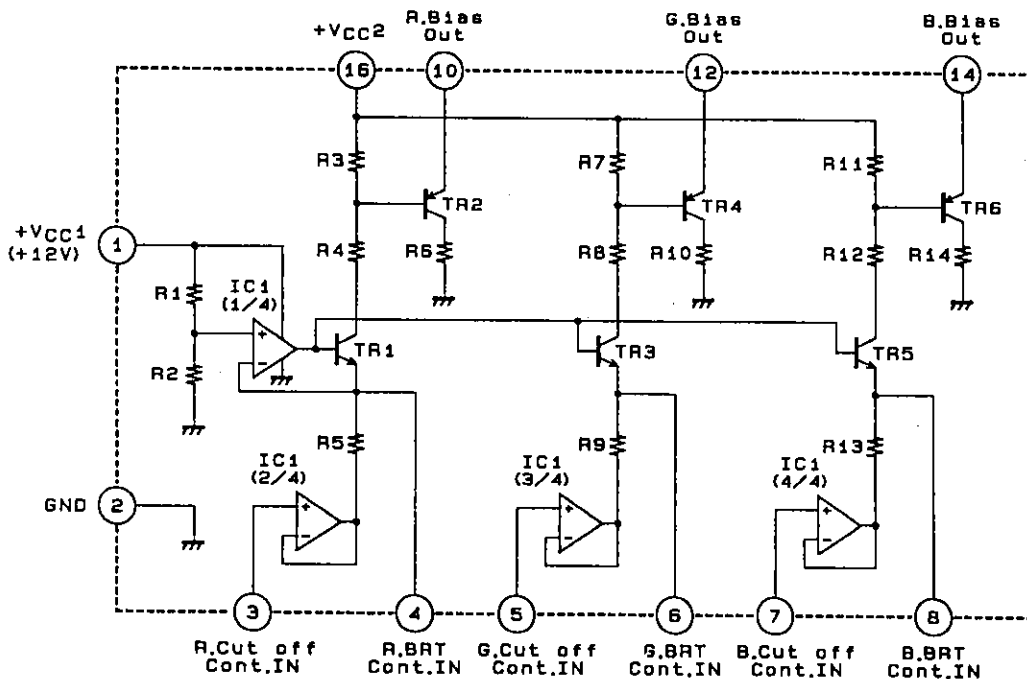 +VCC2
R.Bias
Out
G.Bias
Out
B.Bias
Out
16
10
12
14
R3
R7
R11
TR2
TR4
TR6
+VCC1
(+12V)
1
R4
R6
R8
R10
R12
R14
R1
IC1
(1/4)
+
-
TR1
TR3
TR5
R2
R5
R9
R13
IC1
(2/4)
IC1
(3/4)
IC1
(4/4)
GND
2
+
-
+
-
+
-
3
4
5
6
7
8
R.Cut off
Cont.IN
R.BRT
Cont.IN
G.Cut off
Cont.IN
G.BRT
Cont.IN
B.Cut off
Cont.IN
B.BRT
Cont.IN